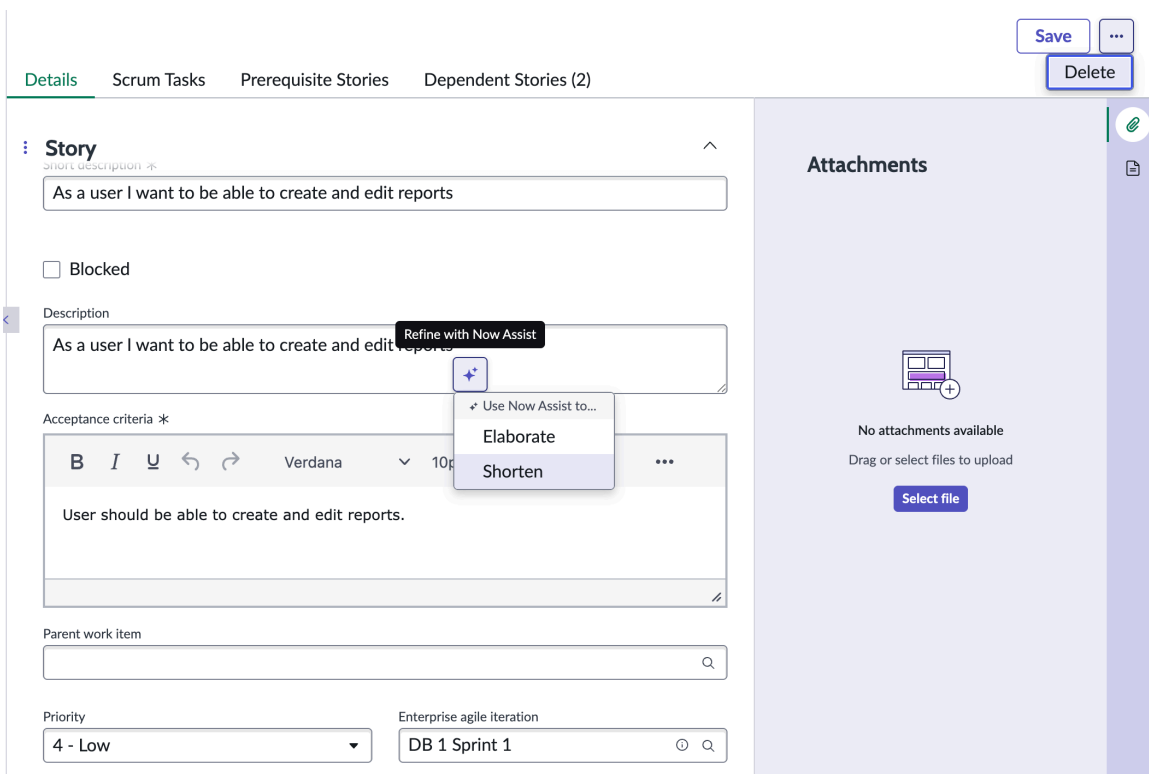 Save
Delete
Details Scrum Tasks Prerequisite Stories Dependent Stories (2)
Story
Short description *
As a user I want to be able to create and edit reports
Blocked
Description
As a user I want to be able to create and edit reports
Refine with Now Assist
Use Now Assist to...
Elaborate
Shorten
Acceptance criteria *
B I U Verdana 10p
User should be able to create and edit reports.
Parent work item
Priority
4 - Low
Enterprise agile iteration
DB 1 Sprint 1
Attachments
No attachments available
Drag or select files to upload
Select file